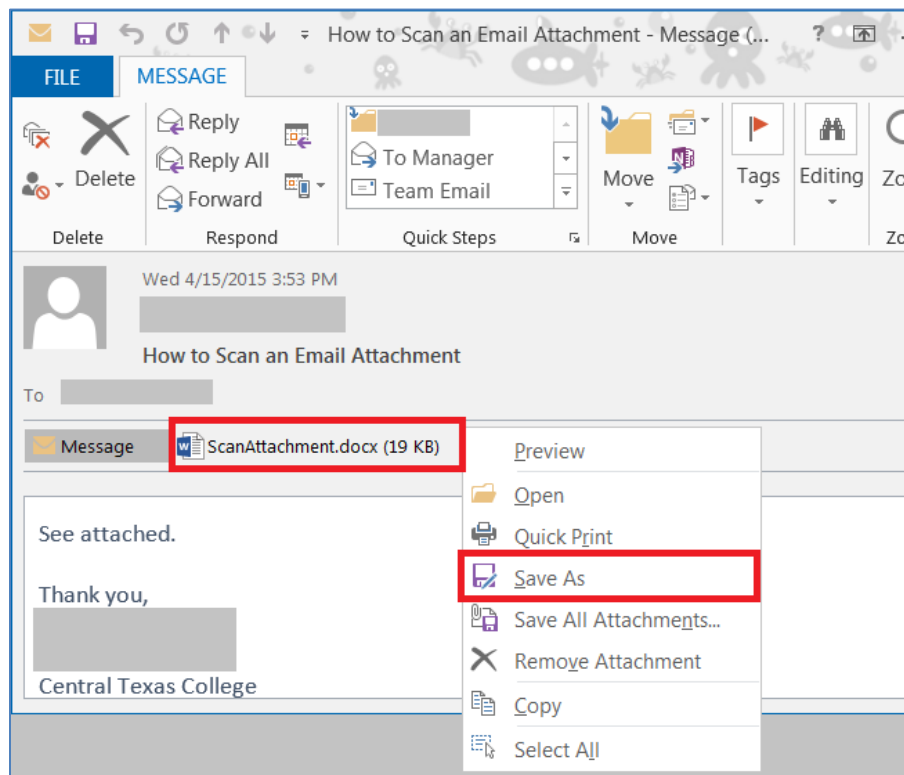 How to Scan an Email Attachment - Message (... ?
FILE MESSAGE
Delete
Reply
Reply All
Forward
To Manager
Team Email
Move
Tags
Editing
Zo
Delete Respond Quick Steps Move Zo
Wed 4/15/2015 3:53 PM
How to Scan an Email Attachment
To
Message ScanAttachment.docx (19 KB)
Preview
Open
Quick Print
Save As
Save All Attachments...
Remove Attachment
Copy
Select All
See attached.
Thank you,
Central Texas College